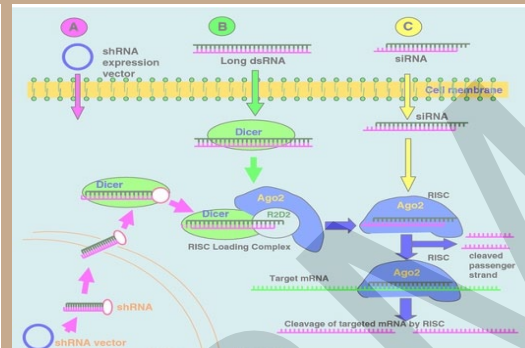 A
B
C
shRNA
expression
vector
Long dsRNA
siRNA
Cell membrane
siRNA
Dicer
Dicer
Ago2
RISC
Ago2
Dicer
R2D2
RISC Loading Complex
RISC
Ago2
cleaved
passenger
strand
Target mRNA
shRNA
Cleavage of targeted mRNA by RISC
shRNA vector